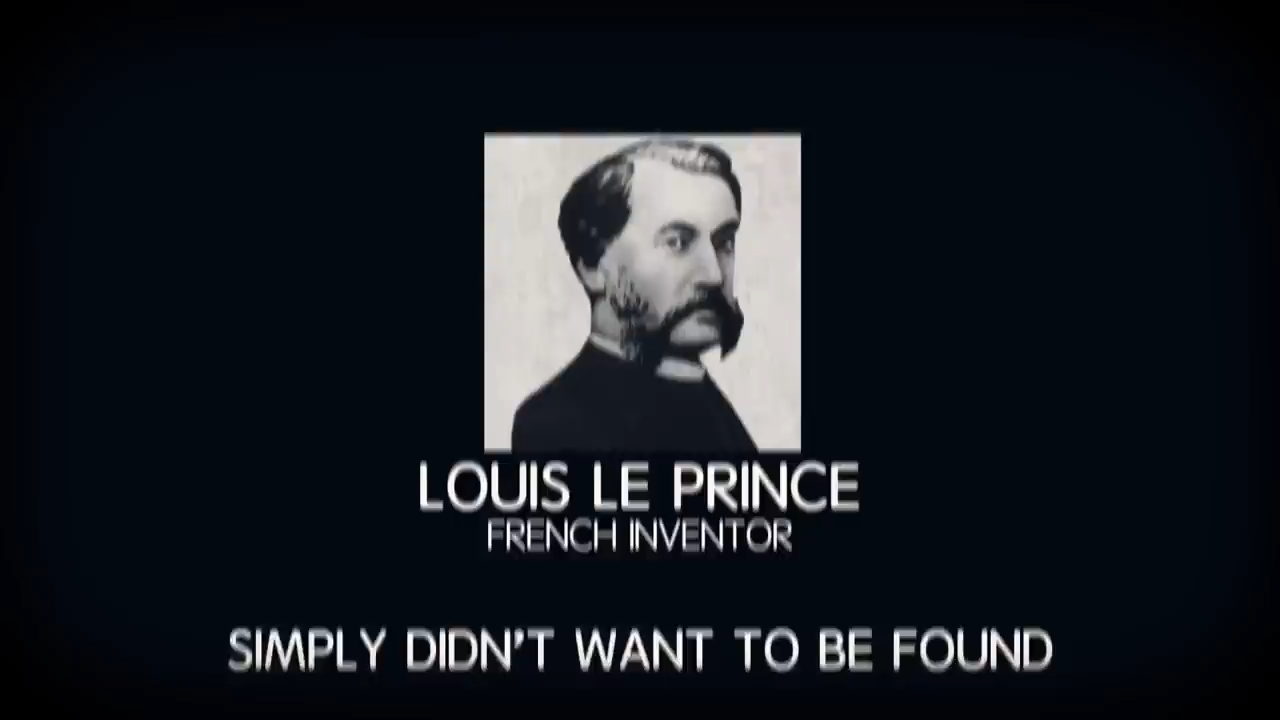 LOUIS LE PRINCE
FRENCH INVENTOR
SIMPLY DIDN'T WANT TO BE FOUND